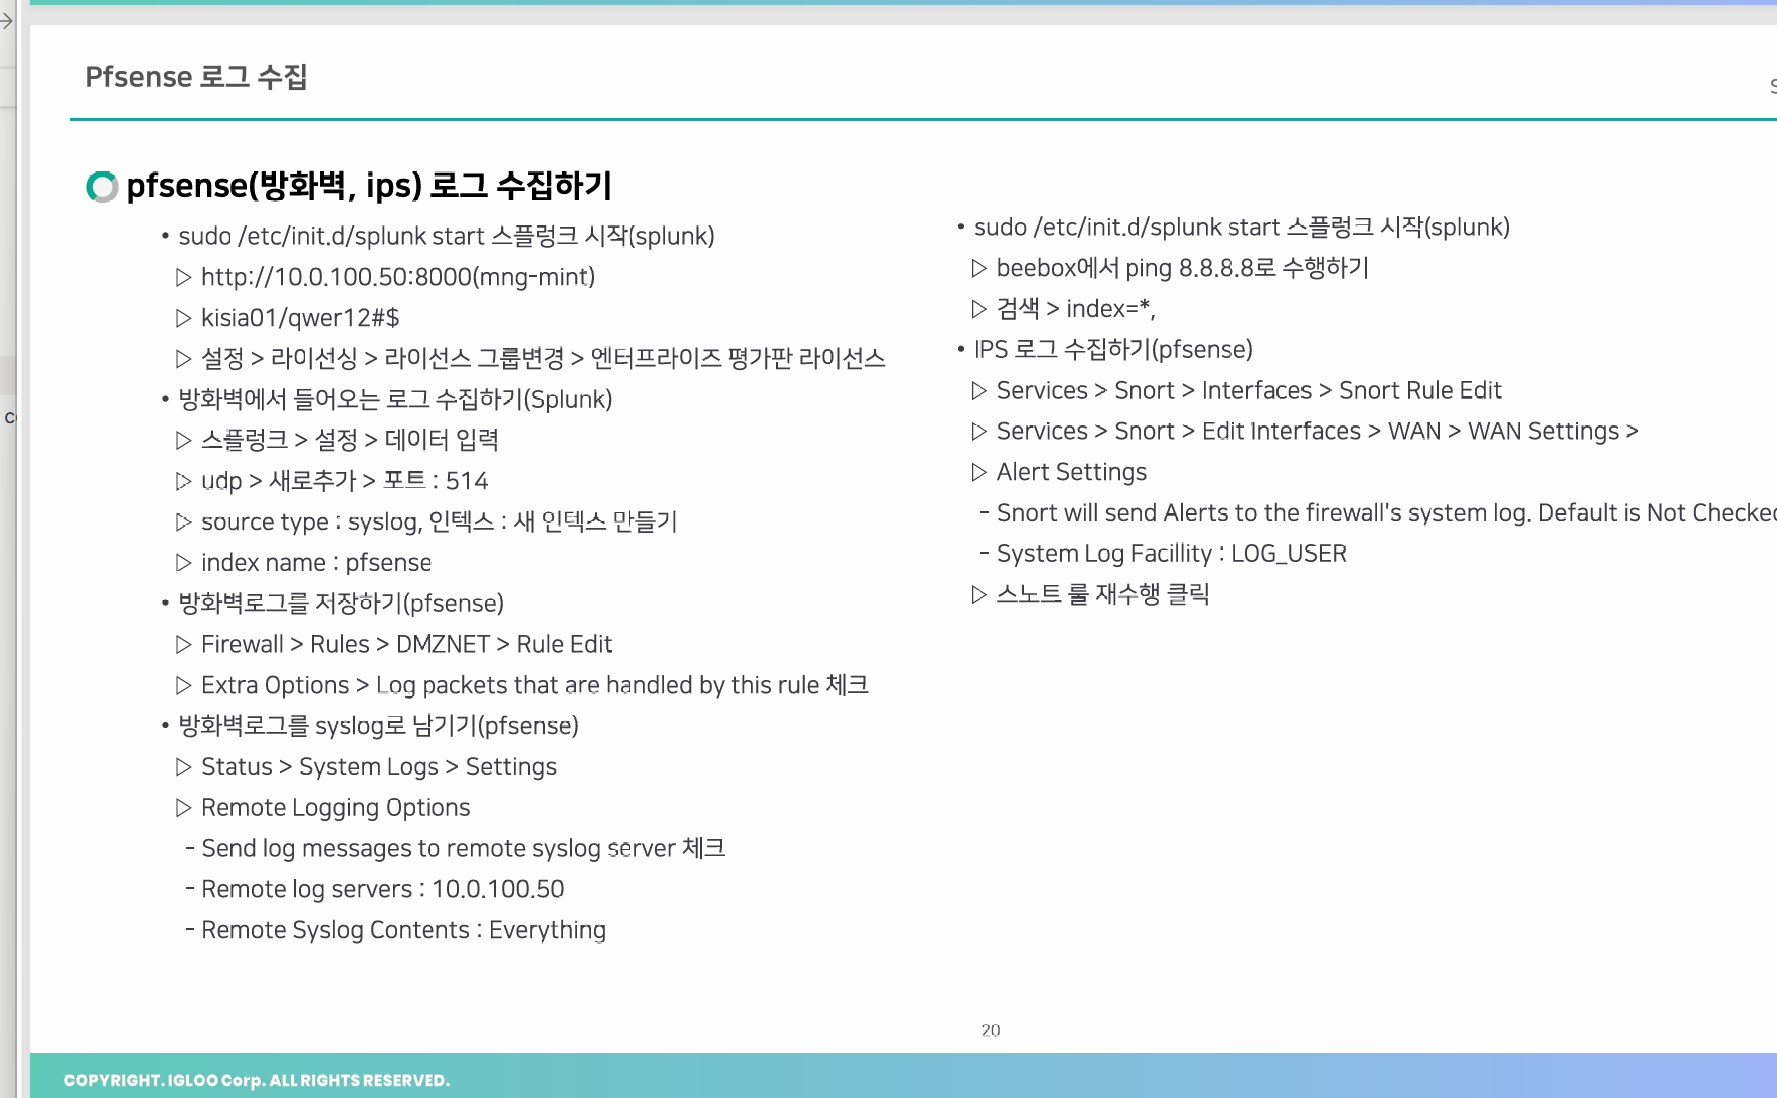 Pfsense 로그 수집
pfsense(방화벽, ips) 로그 수집하기
• sudo /etc/init.d/splunk start 스플렁크 시작(splunk)
▷ http://10.0.100.50:8000(mng-mint)
▷ kisia01/qwer12#$
▷ 설정 > 라이선싱 > 라이선스 그룹변경 > 엔터프라이즈 평가판 라이선스
• 방화벽에서 들어오는 로그 수집하기(Splunk)
▷ 스플렁크 > 설정 > 데이터 입력
▷ udp > 새로추가 > 포트 : 514
▷ source type : syslog, 인텍스 : 새 인텍스 만들기
▷ index name : pfsense
• 방화벽로그를 저장하기(pfsense)
▷ Firewall > Rules > DMZNET > Rule Edit
▷ Extra Options > Log packets that are handled by this rule 체크
• 방화벽로그를 syslog로 남기기(pfsense)
▷ Status > System Logs > Settings
▷ Remote Logging Options
- Send log messages to remote syslog server 체크
- Remote log servers : 10.0.100.50
- Remote Syslog Contents : Everything
• sudo /etc/init.d/splunk start 스플렁크 시작(splunk)
▷ beebox에서 ping 8.8.8.8로 수행하기
▷ 검색 > index=*,
• IPS 로그 수집하기(pfsense)
▷ Services > Snort > Interfaces > Snort Rule Edit
▷ Services > Snort > Edit Interfaces > WAN > WAN Settings >
▷ Alert Settings
- Snort will send Alerts to the firewall's system log. Default is Not Checked
- System Log Facillity : LOG_USER
▷ 스노트 룰 재수행 클릭
20
COPYRIGHT. IGLOO Corp. ALL RIGHTS RESERVED.